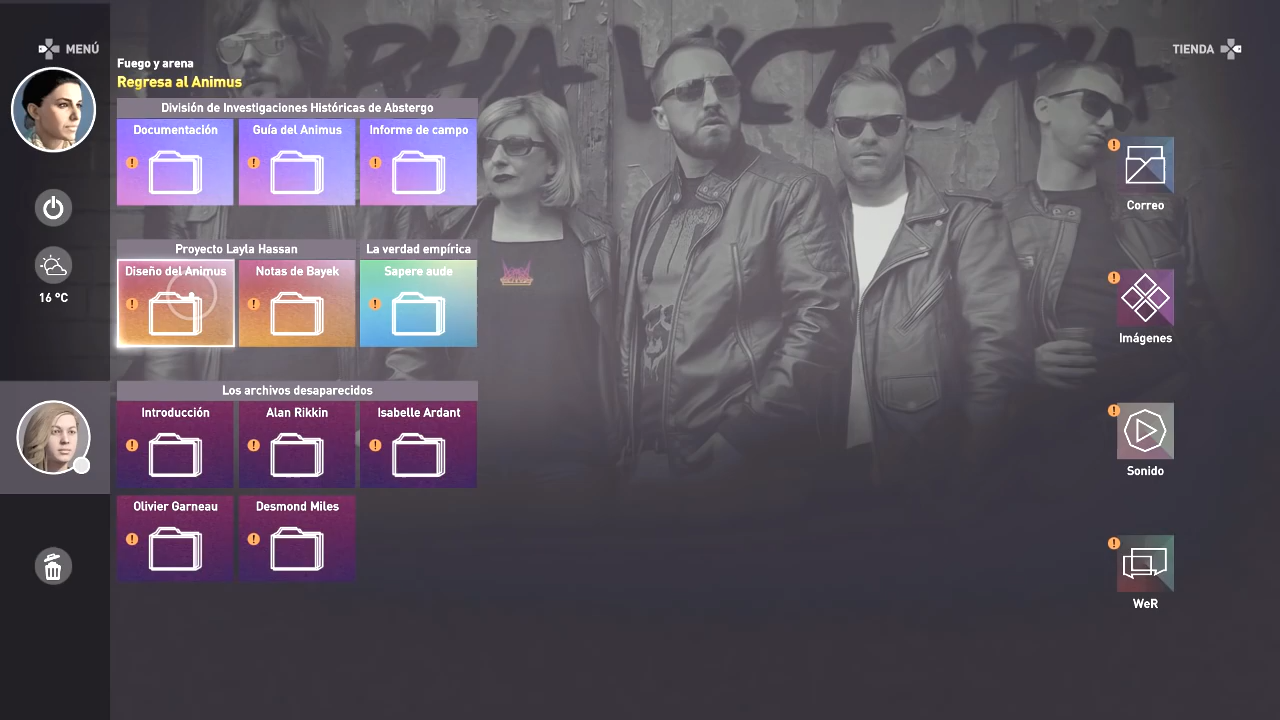 MENÚ
TIENDA
Fuego y arena
Regresa al Animus
División de Investigaciones Históricas de Abstergo
Documentación
Guía del Animus
Informe de campo
Proyecto Layla Hassan
La verdad empírica
Diseño del Animus
Notas de Bayek
Sapere aude
Los archivos desaparecidos
Introducción
Alan Rikkin
Isabelle Ardant
Olivier Garneau
Desmond Miles
16 °C
Correo
Imágenes
Sonido
WeR
VICTORIA